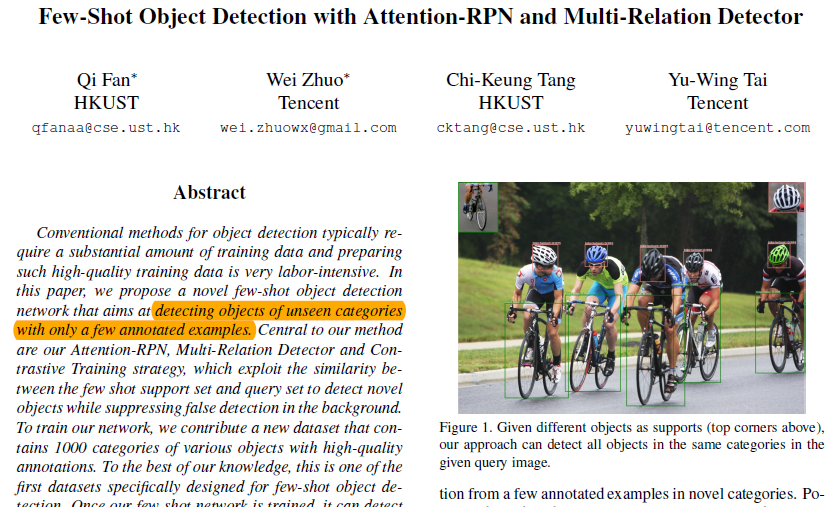 Few-Shot Object Detection with Attention-RPN and Multi-Relation Detector
Qi Fan*
HKUST
qfanaa@cse.ust.hk
Wei Zhuo*
Tencent
wei.zhuowx@gmail.com
Chi-Keung Tang
HKUST
cktang@cse.ust.hk
Yu-Wing Tai
Tencent
yuwingtai@tencent.com
Abstract
Conventional methods for object detection typically re-
quire a substantial amount of training data and preparing
such high-quality training data is very labor-intensive. In
this paper, we propose a novel few-shot object detection
network that aims at detecting objects of unseen categories
with only a few annotated examples. Central to our method
are our Attention-RPN, Multi-Relation Detector and Con-
trastive Training strategy, which exploit the similarity be-
tween the few shot support set and query set to detect novel
objects while suppressing false detection in the background.
To train our network, we contribute a new dataset that con-
tains 1000 categories of various objects with high-quality
annotations. To the best of our knowledge, this is one of the
first datasets specifically designed for few-shot object de-
tection. Once our few-shot network is trained, it can detect
Figure 1. Given different objects as supports (top corners above),
our approach can detect all objects in the same categories in the
given query image.
tion from a few annotated examples in novel categories. Po-